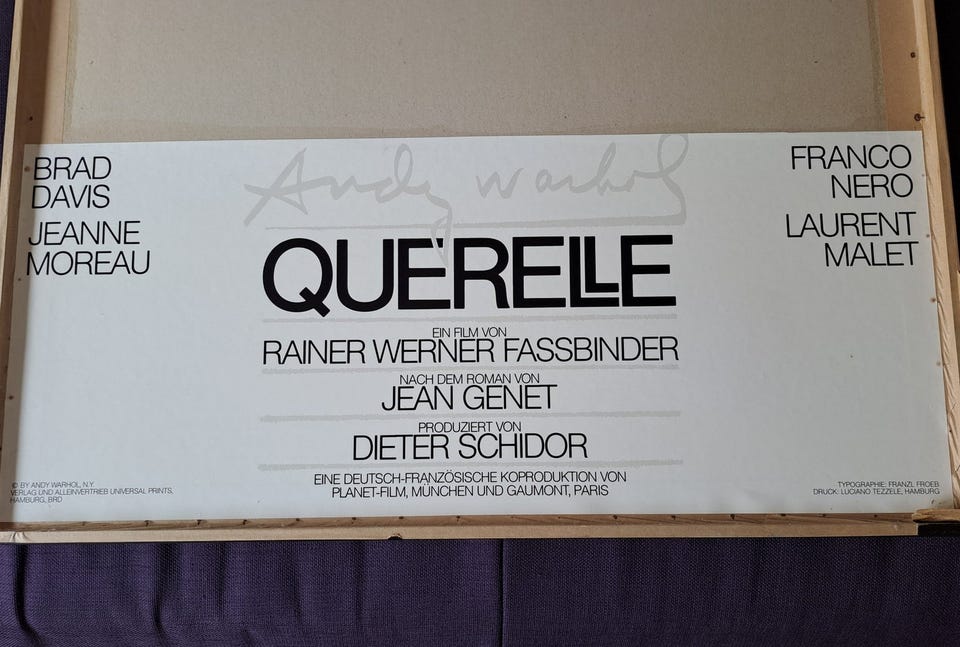 BRAD
DAVIS
JEANNE
MOREAU
Andy Warhol
FRANCO
NERO
LAURENT
MALET
QUERELLE
EIN FILM VON
RAINER WERNER FASSBINDER
NACH DEM ROMAN VON
JEAN GENET
PRODUZIERT VON
DIETER SCHIDOR
EINE DEUTSCH-FRANZÖSISCHE KOPRODUKTION VON
PLANET-FILM, MÜNCHEN UND GAUMONT, PARIS
© BY ANDY WARHOL, N.Y.
VERLAG UND ALLEINVERTRIEB UNIVERSAL PRINTS,
HAMBURG, BRD
TYPOGRAPHIE: FRANZL FROEB
DRUCK: LUCIANO TEZZELE, HAMBURG